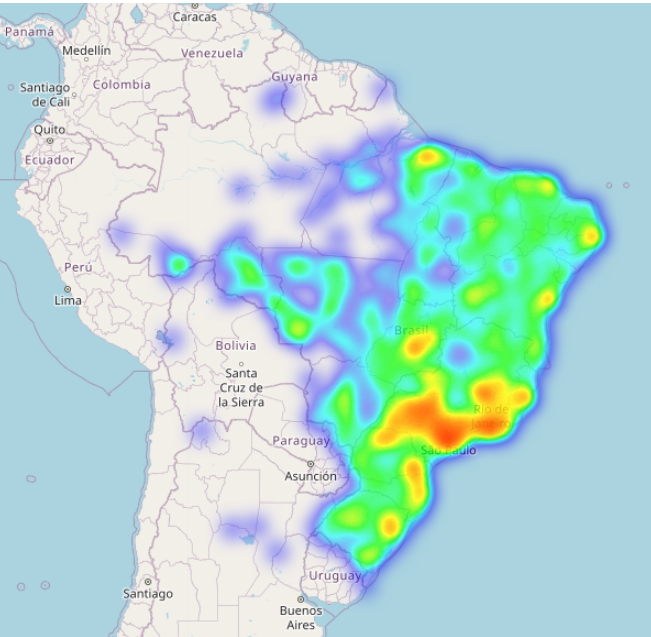 Caracas
Panamá
Medellín
Venezuela
Guyana
Santiago
de Cali
Colombia
Quito
Ecuador
Perú
Lima
Brasil
Bolivia
Santa
Cruz de
la Sierra
Rio de
Janeiro
Paraguay
São Paulo
Asunción
Uruguay
Santiago
Buenos
Aires